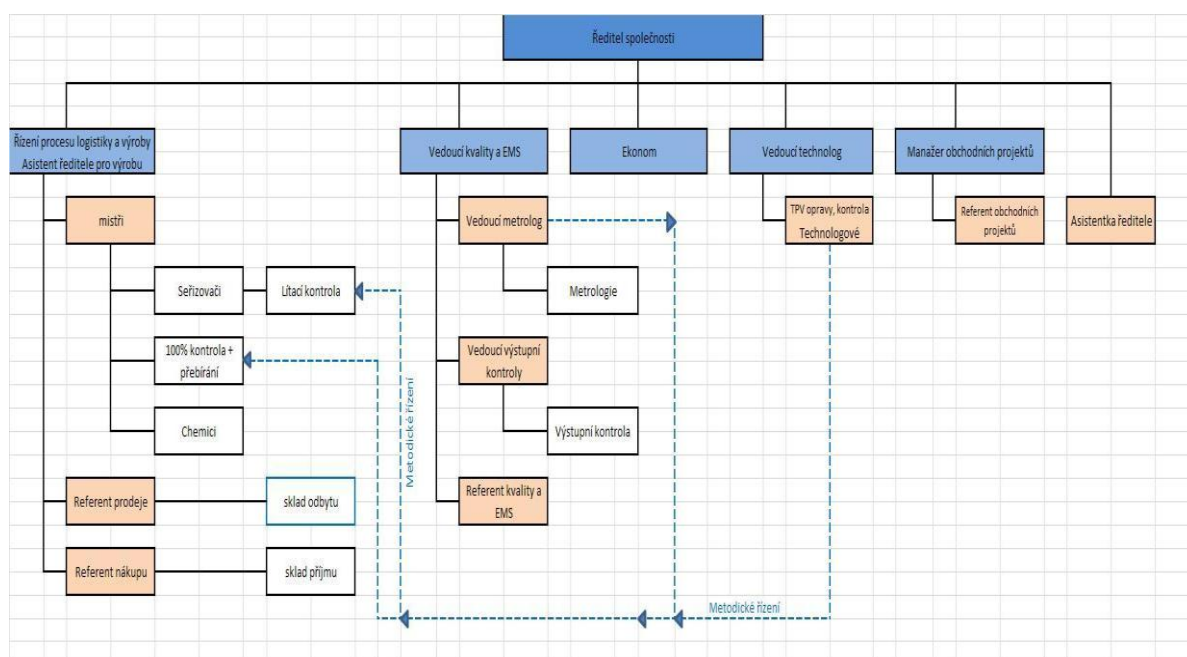 Ředitel společnosti
Řízení procesu logistiky a výroby
Asistent ředitele pro výrobu
Vedoucí kvality a EMS
Ekonom
Vedoucí technolog
Manažer obchodních projektů
mistři
Vedoucí metrolog
TPV opravy, kontrola
Technologové
Referent obchodních
projektů
Asistentka ředitele
Seřizovači
Lítací kontrola
Metrologie
100% kontrola +
přebírání
Vedoucí výstupní
kontroly
Metodické řízení
Chemici
Výstupní kontrola
Referent prodeje
sklad odbytu
Referent kvality a
EMS
Referent nákupu
sklad příjmu
Metodické řízení